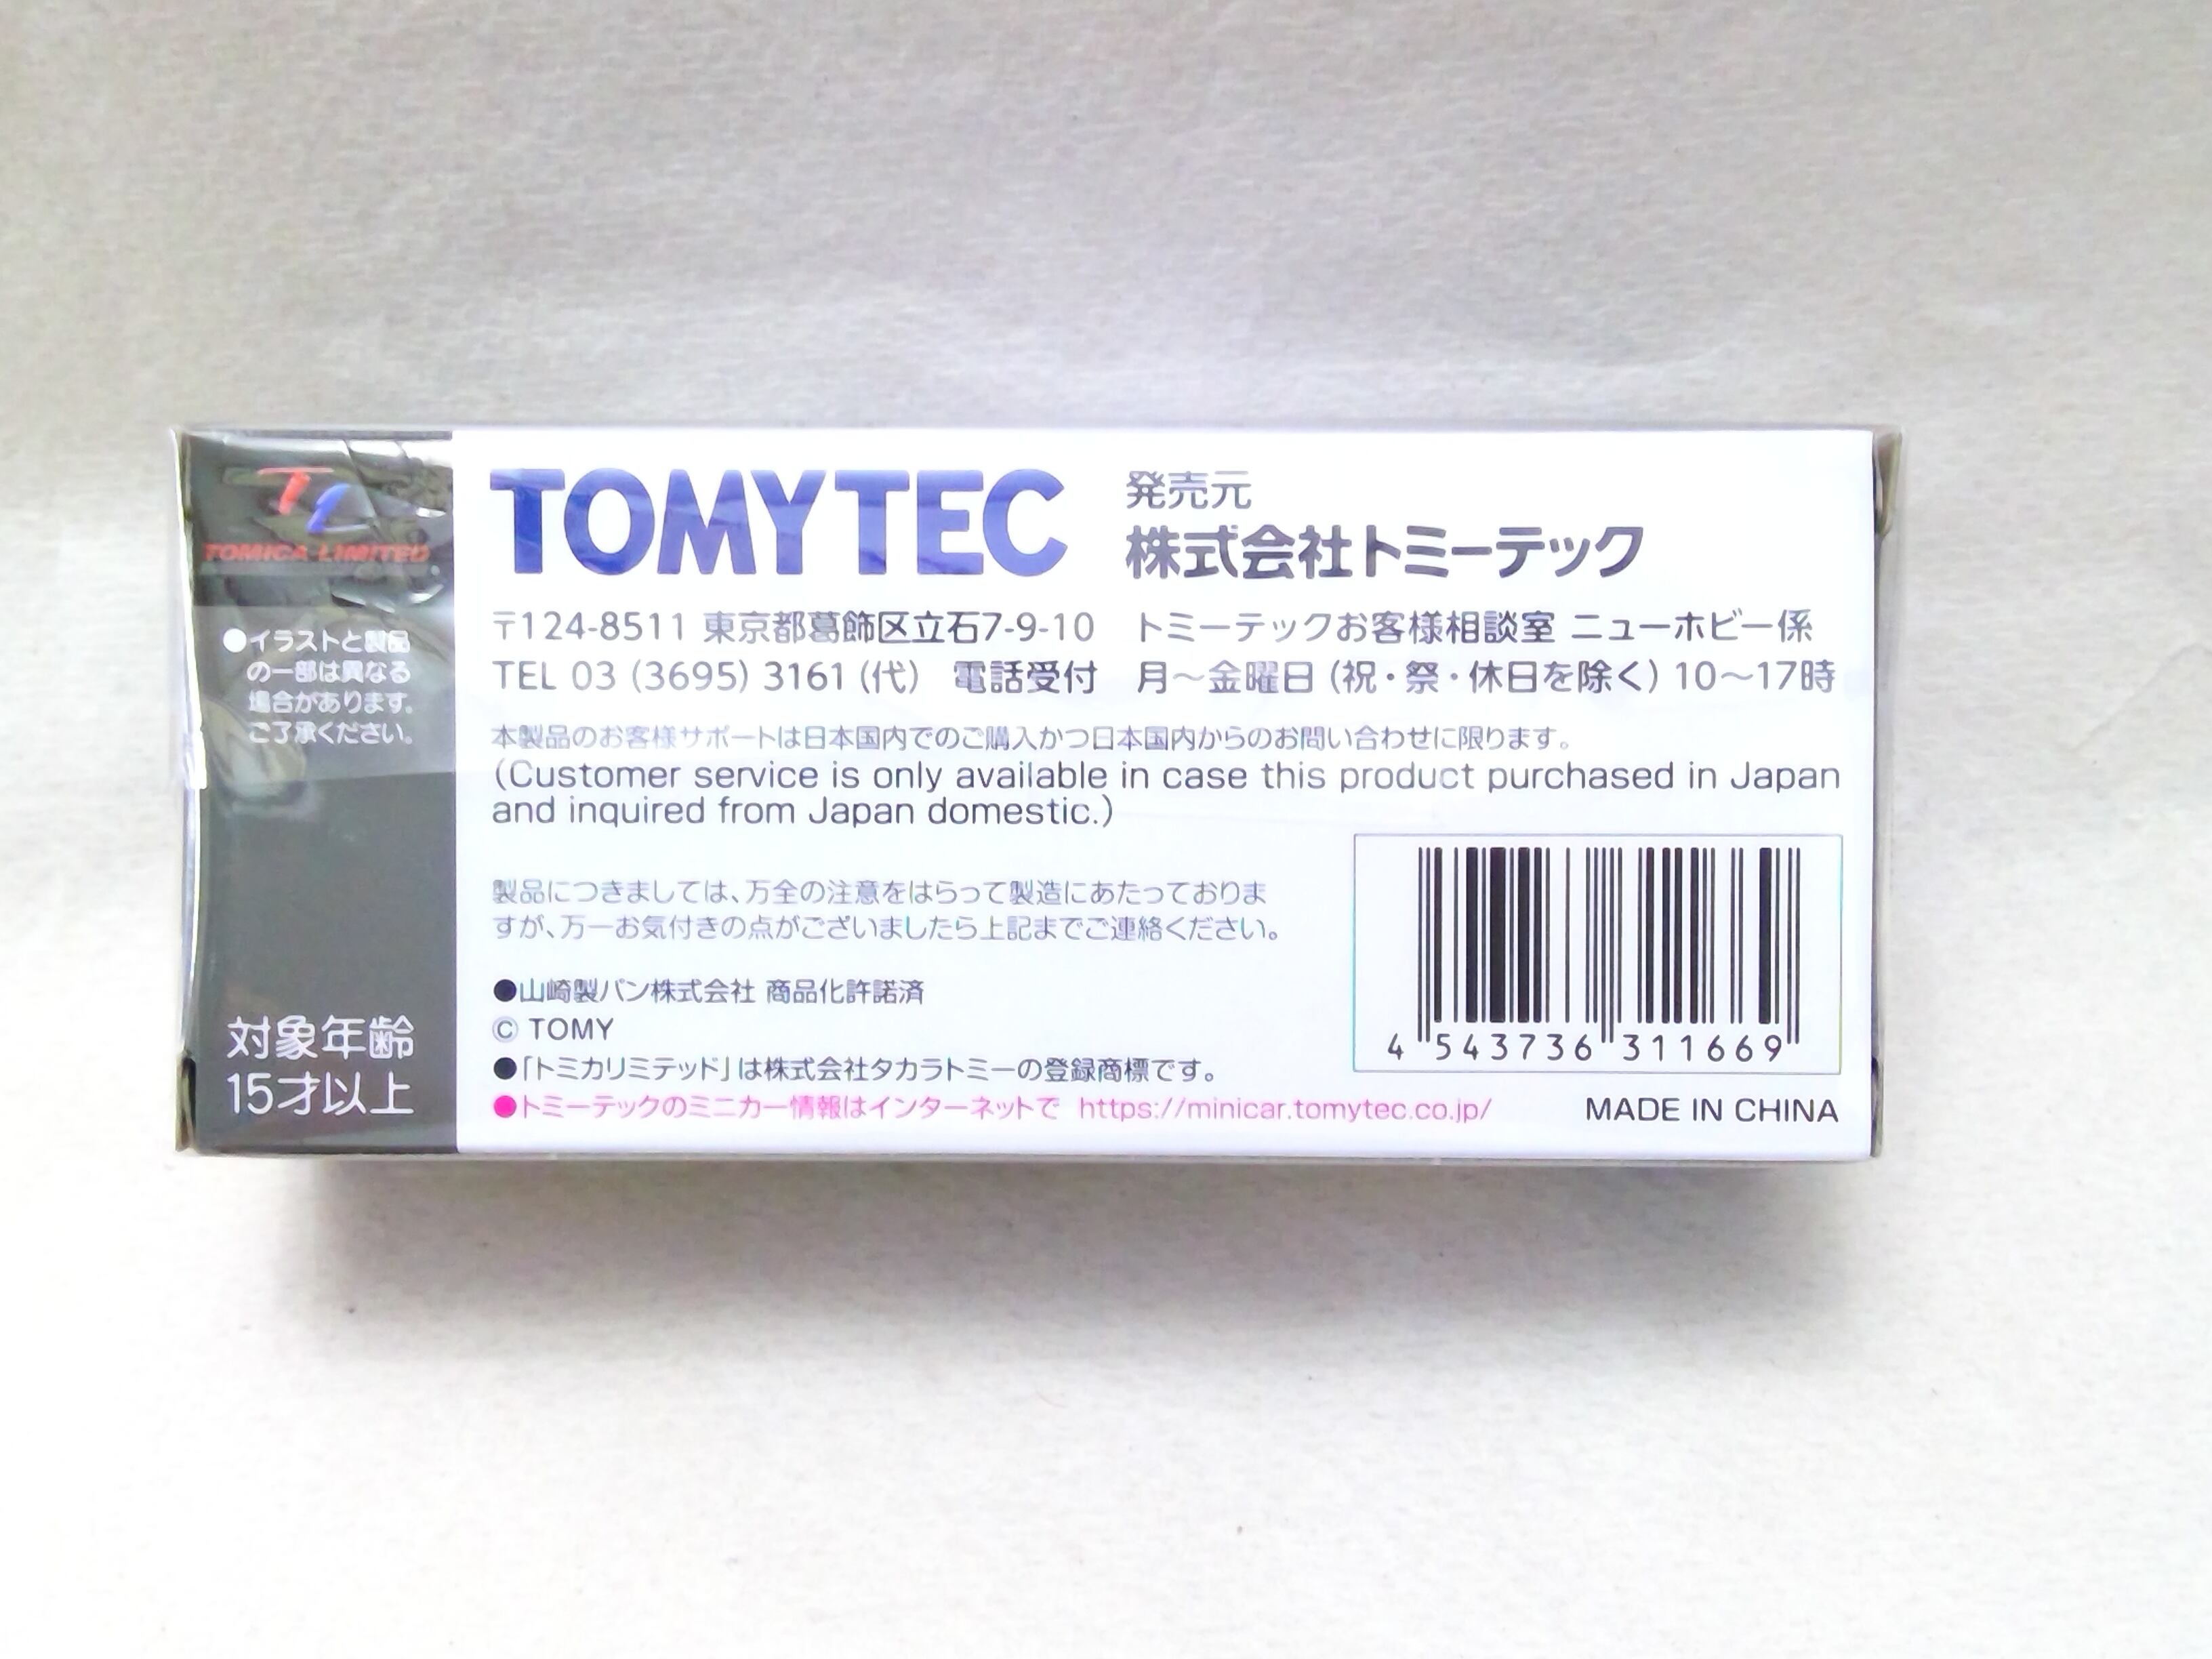 TL
TOMICA LIMITED
●イラストと製品
の一部は異なる
場合があります。
ご了承ください。
対象年齢
15才以上
TOMYTEC
発売元
株式会社トミーテック
〒124-8511 東京都葛飾区立石7-9-10 トミーテックお客様相談室 ニューホビー係
TEL 03 (3695) 3161 (代) 電話受付 月〜金曜日 (祝・祭・休日を除く) 10〜17時
本製品のお客様サポートは日本国内でのご購入かつ日本国内からのお問い合わせに限ります。
(Customer service is only available in case this product purchased in Japan
and inquired from Japan domestic.)
製品につきましては、万全の注意をはらって製造にあたっておりま
すが、万一お気付きの点がございましたら上記までご連絡ください。
●山崎製パン株式会社 商品化許諾済
© TOMY
●「トミカリミテッド」は株式会社タカラトミーの登録商標です。
●トミーテックのミニカー情報はインターネットで https://minicar.tomytec.co.jp/
4 543736 311669
MADE IN CHINA